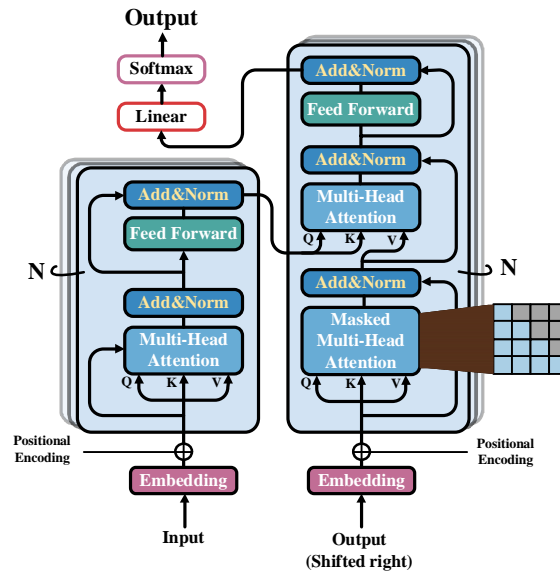 Output
Softmax
Linear
Add&Norm
Feed Forward
Add&Norm
Multi-Head
Attention
Q
K
V
N
Positional
Encoding
Embedding
Input
Add&Norm
Feed Forward
Add&Norm
Multi-Head
Attention
Q
K
V
N
Add&Norm
Masked
Multi-Head
Attention
Q
K
V
Positional
Encoding
Embedding
Output
(Shifted right)